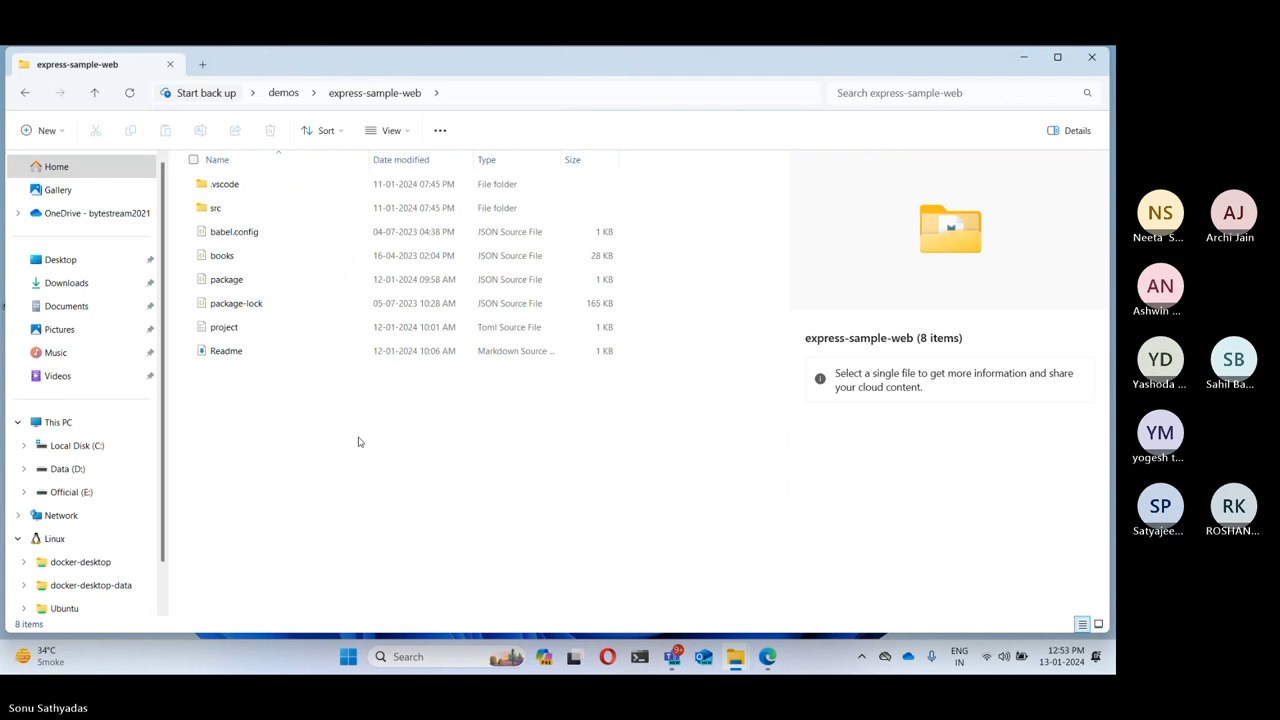 express-sample-web
Start back up
demos
express-sample-web
Search express-sample-web
New
Sort
View
Details
Home
Gallery
OneDrive - bytestream2021
Desktop
Downloads
Documents
Pictures
Music
Videos
This PC
Local Disk (C:)
Data (D:)
Official (E:)
Network
Linux
docker-desktop
docker-desktop-data
Ubuntu
Name Date modified Type Size
.vscode 11-01-2024 07:45 PM File folder
src 11-01-2024 07:45 PM File folder
babel.config 04-07-2023 04:38 PM JSON Source File 1 KB
books 16-04-2023 02:04 PM JSON Source File 28 KB
package 12-01-2024 09:58 AM JSON Source File 1 KB
package-lock 05-07-2023 10:28 AM JSON Source File 165 KB
project 12-01-2024 10:01 AM Toml Source File 1 KB
Readme 12-01-2024 10:06 AM Markdown Source ... 1 KB
express-sample-web (8 items)
Select a single file to get more information and share
your cloud content.
8 items
34°C
Smoke
Search
9+
NEW
NEW
ENG
IN
12:53 PM
13-01-2024
NS
Neeta S...
AJ
Archi Jain
AN
Ashwin ...
YD
Yashoda ...
SB
Sahil Ba...
YM
yogesh t...
SP
Satyajee...
RK
ROSHAN...
Sonu Sathyadas